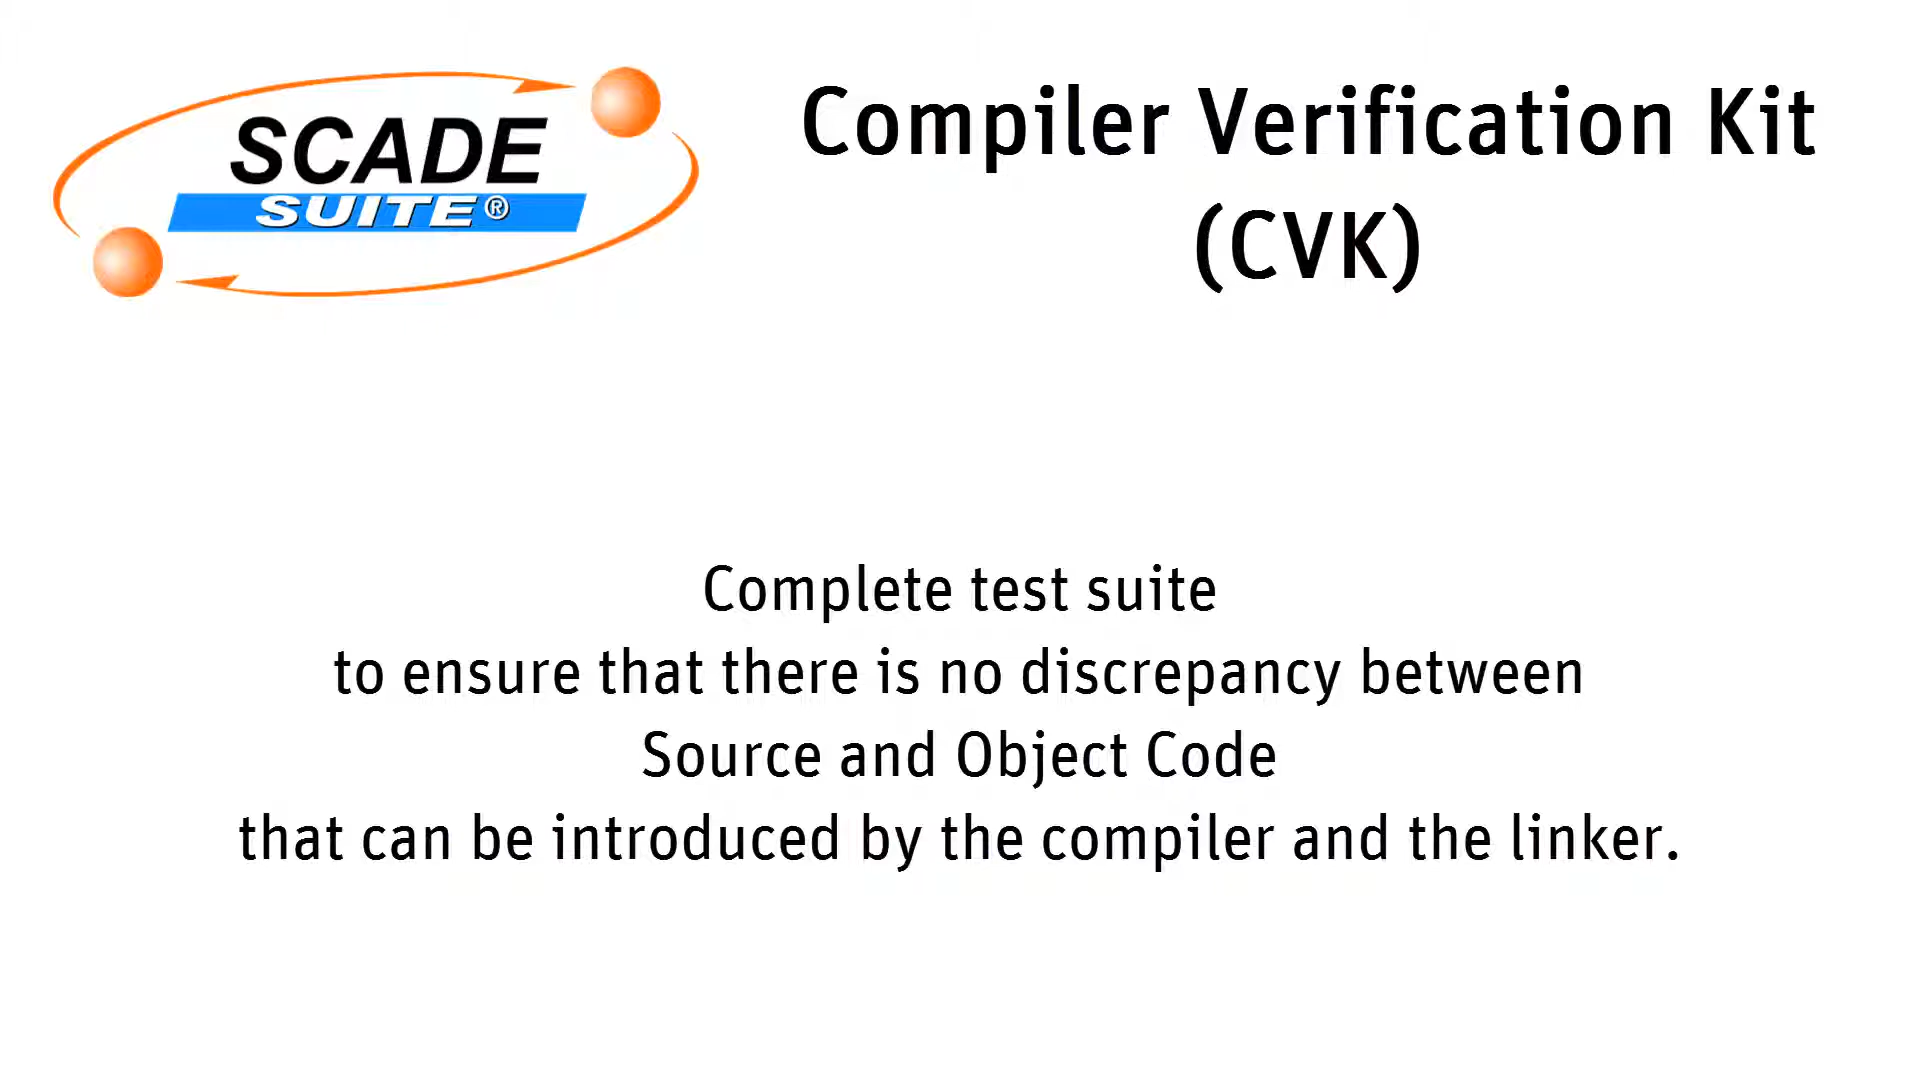 SCADE
SUITE®
Compiler Verification Kit
(CVK)
Complete test suite
to ensure that there is no discrepancy between
Source and Object Code
that can be introduced by the compiler and the linker.